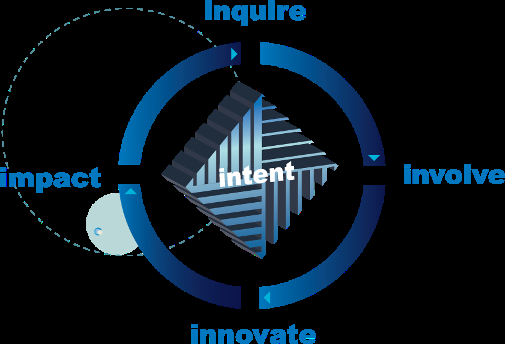 inquire
impact
intent
involve
innovate